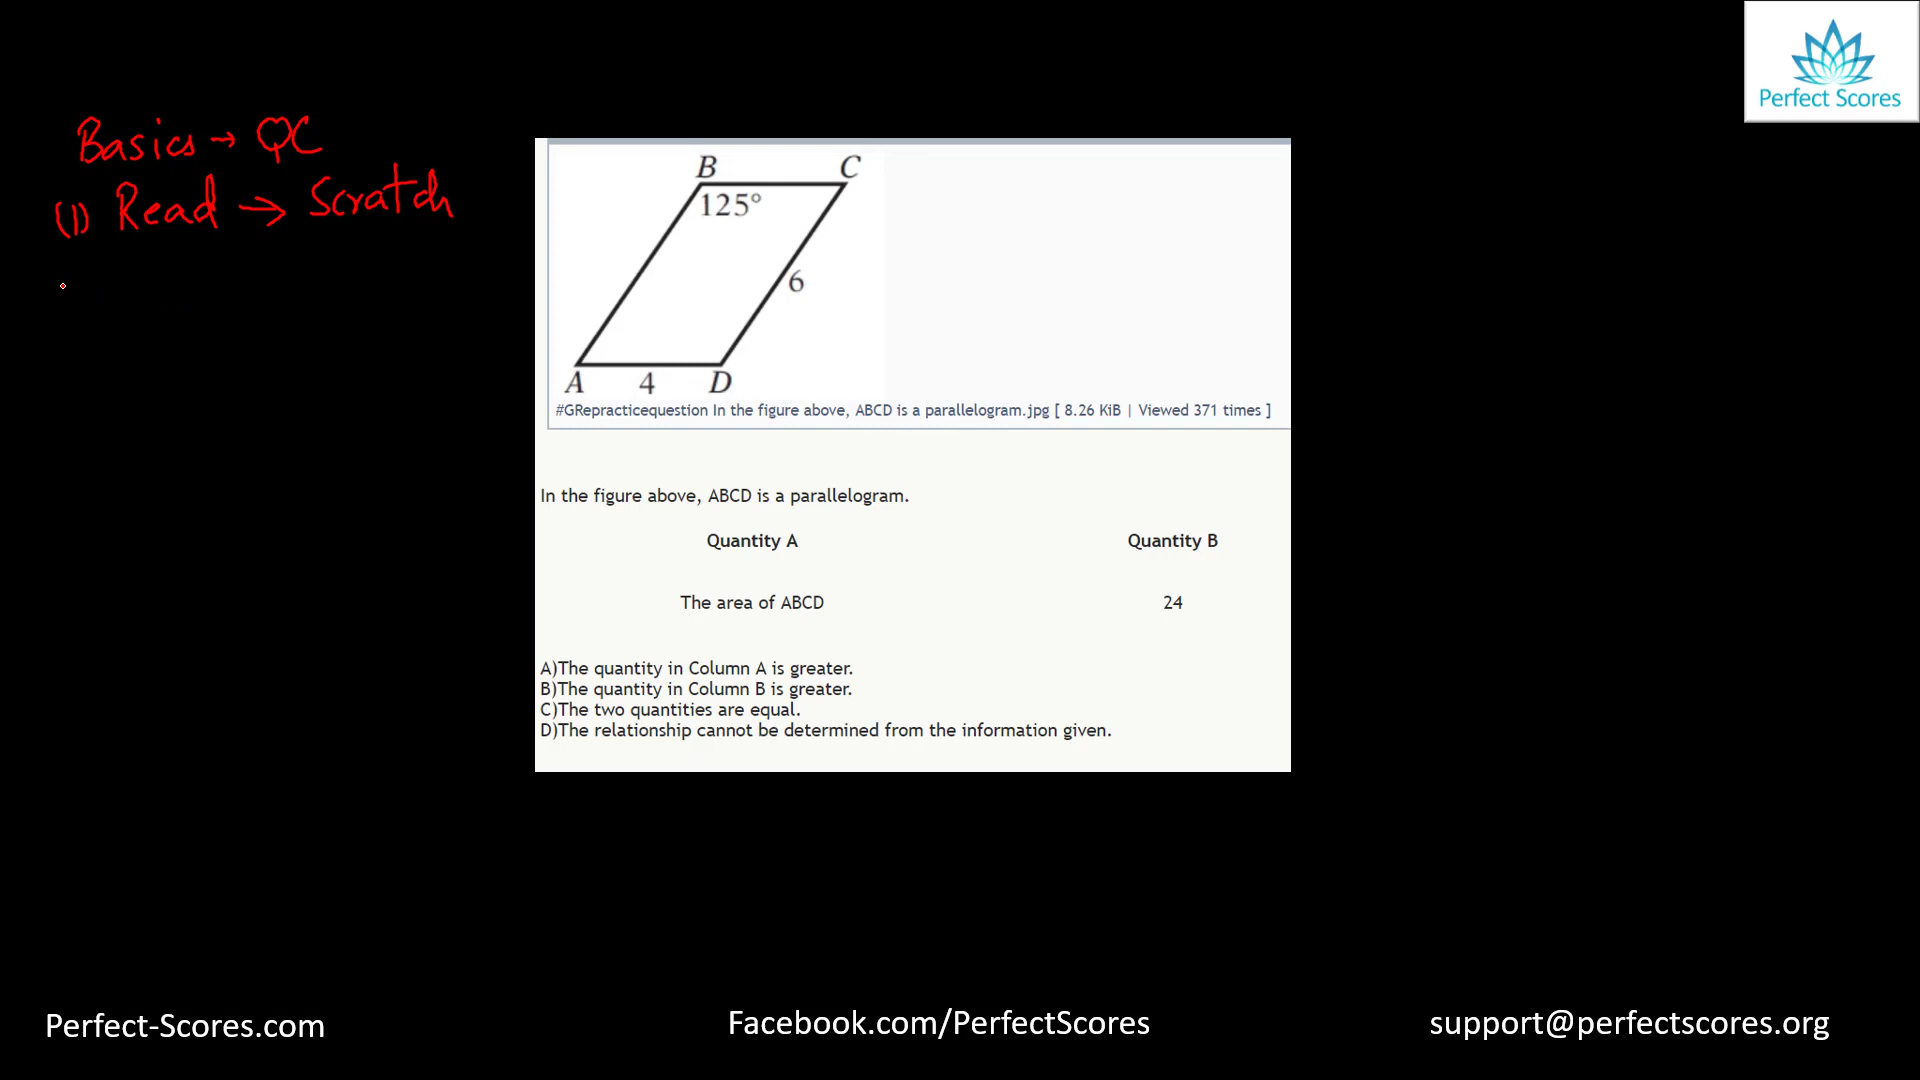 Perfect Scores
Basics → QC
(1) Read → Scratch
B C
125°
6
A 4 D
#GREpracticequestion In the figure above, ABCD is a parallelogram.jpg [ 8.26 KiB | Viewed 371 times ]
In the figure above, ABCD is a parallelogram.
Quantity A Quantity B
The area of ABCD 24
A)The quantity in Column A is greater.
B)The quantity in Column B is greater.
C)The two quantities are equal.
D)The relationship cannot be determined from the information given.
Perfect-Scores.com Facebook.com/PerfectScores support@perfectscores.org